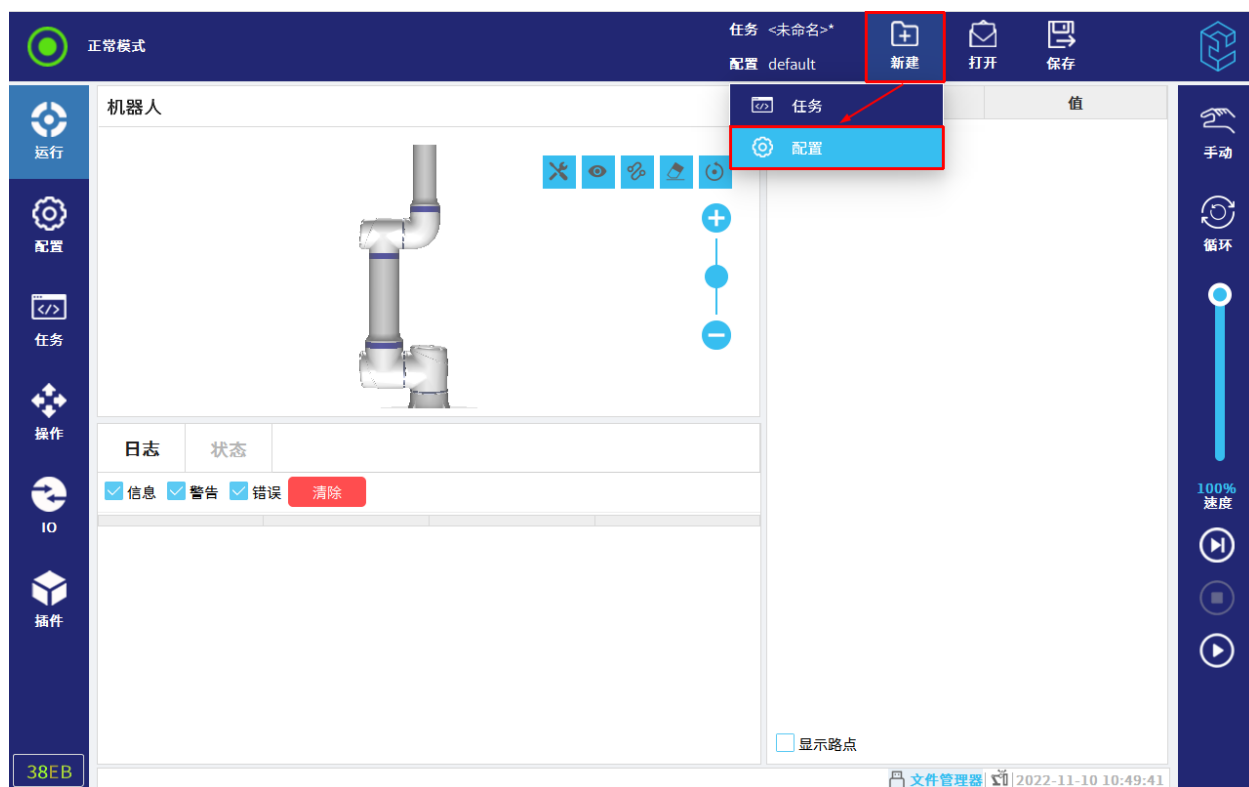 正常模式
任务 <未命名>*
配置 default
新建
打开
保存
任务
配置
运行
配置
任务
操作
IO
插件
38EB
机器人
值
日志
状态
信息
警告
错误
清除
显示路点
手动
循环
100%
速度
文件管理器
2022-11-10 10:49:41